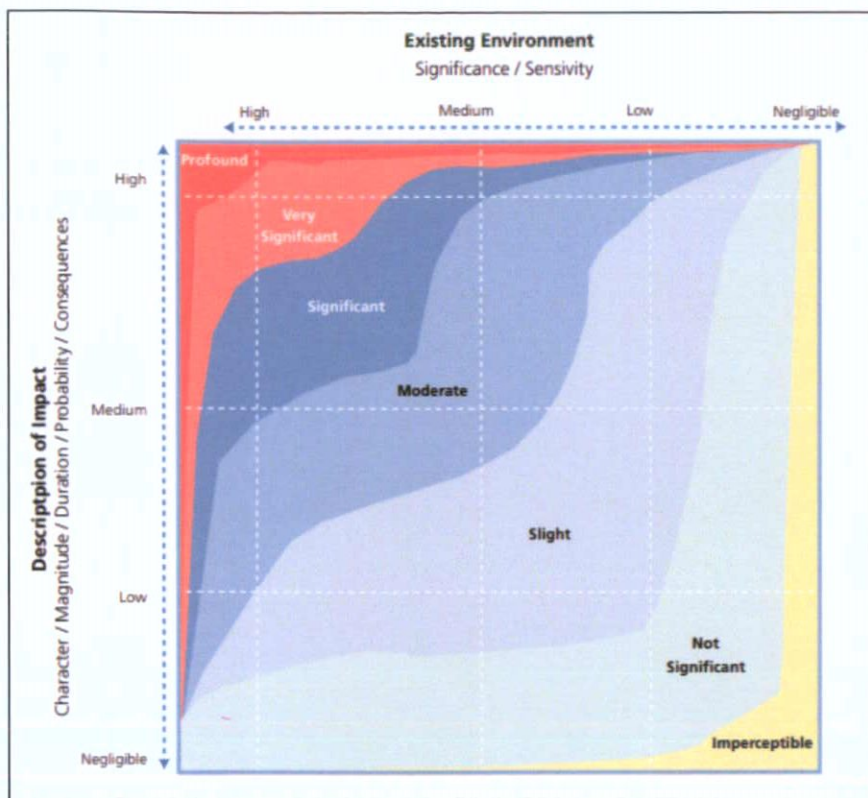 Existing Environment
Significance / Sensivity
High
Medium
Low
Negligible
Descriptpion of Impact
Character / Magnitude / Duration / Probability / Consequences
High
Medium
Low
Negligible
Profound
Very
Significant
Significant
Moderate
Slight
Not
Significant
Imperceptible